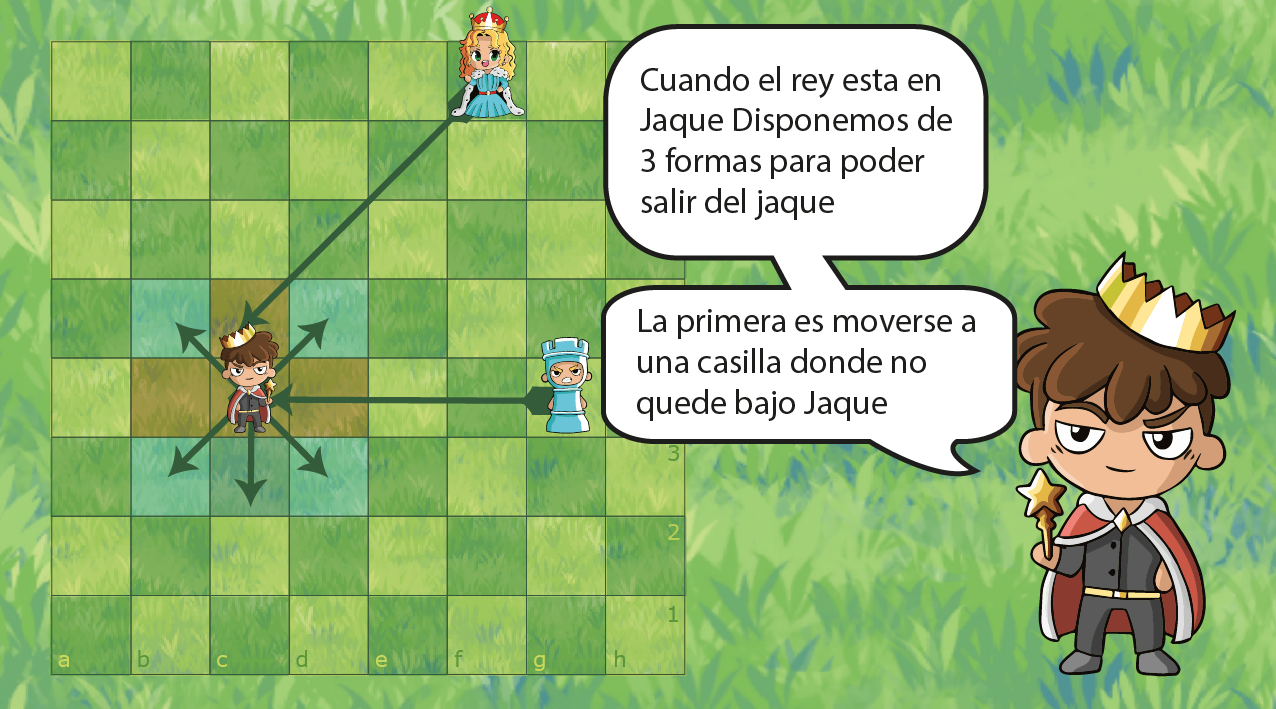 Cuando el rey esta en
Jaque Disponemos de
3 formas para poder
salir del jaque
La primera es moverse a
una casilla donde no
quede bajo Jaque
3
2
1
a b c d e f g h